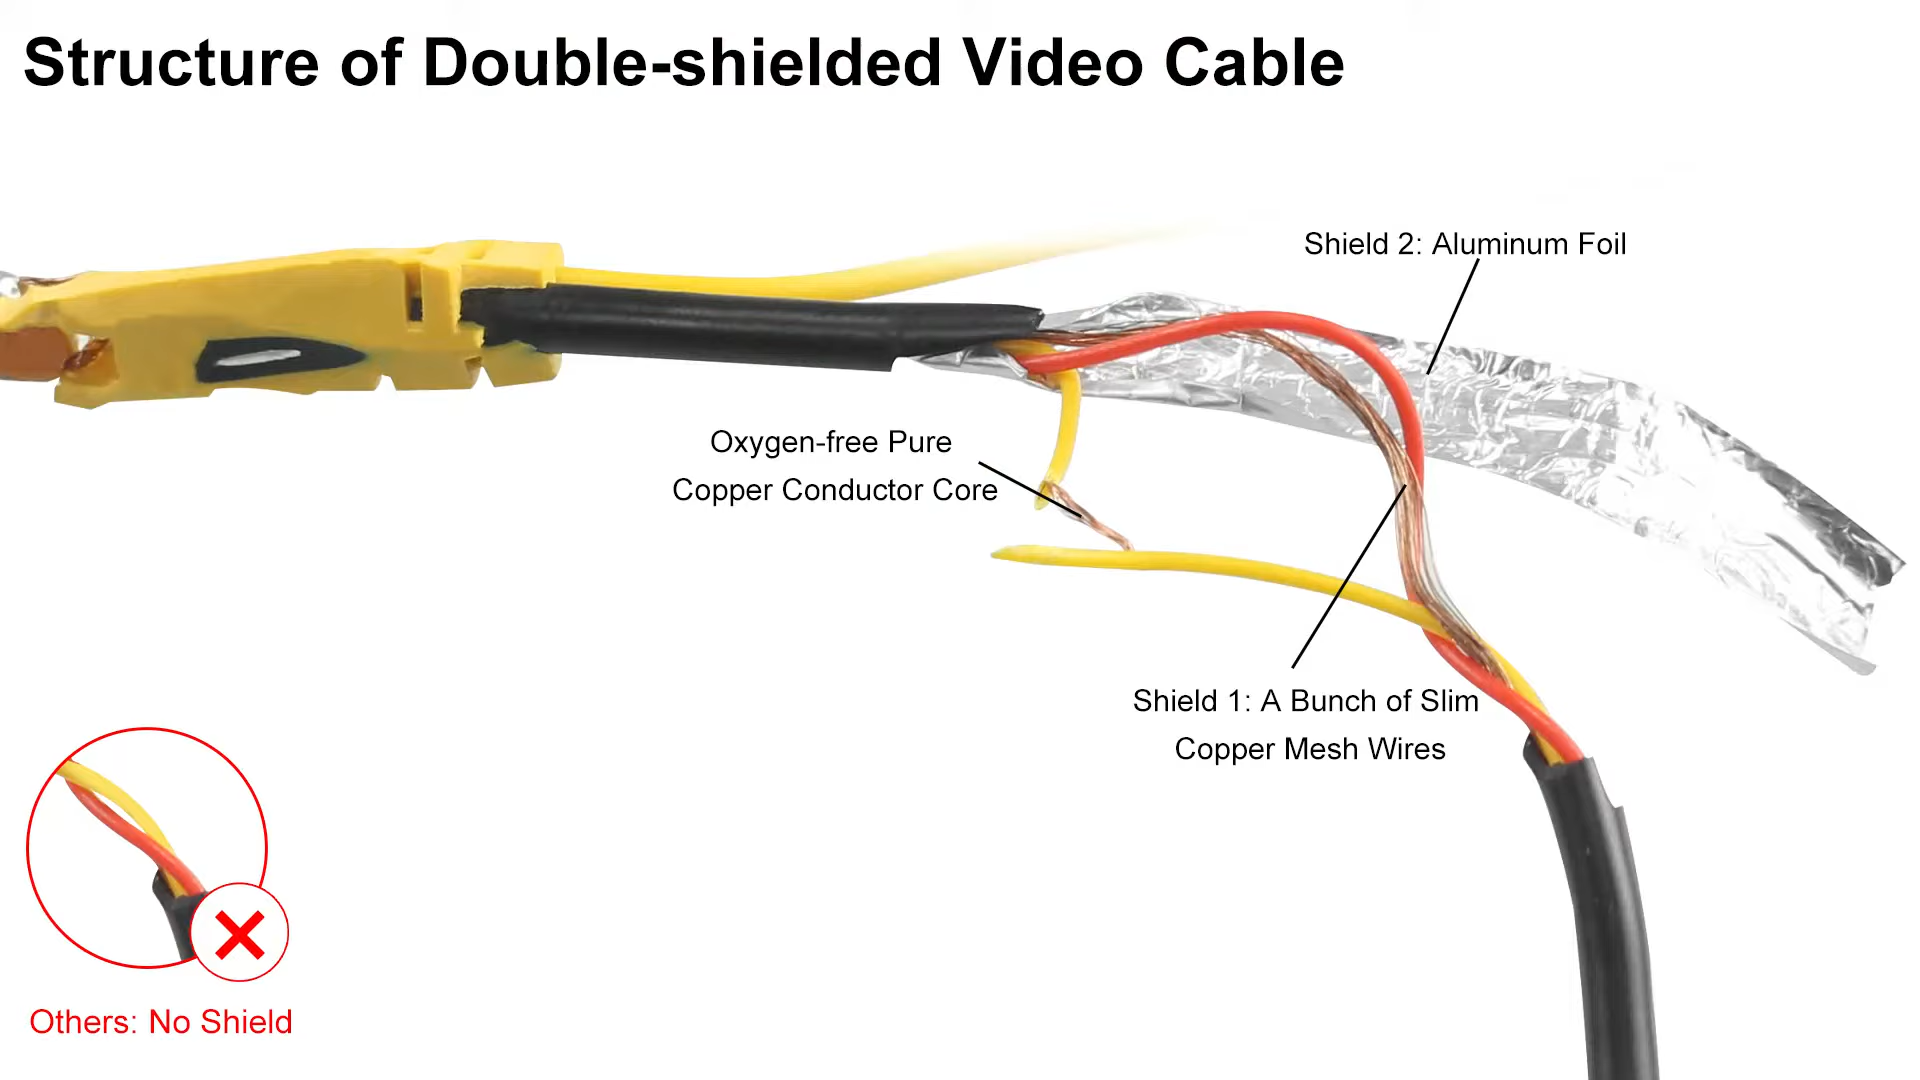 Structure of Double-shielded Video Cable
Shield 2: Aluminum Foil
Oxygen-free Pure
Copper Conductor Core
Shield 1: A Bunch of Slim
Copper Mesh Wires
Others: No Shield